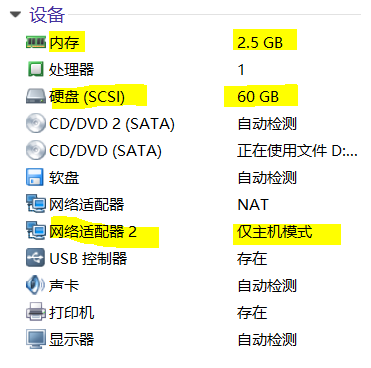 设备
内存 2.5 GB
处理器 1
硬盘 (SCSI) 60 GB
CD/DVD 2 (SATA) 自动检测
CD/DVD (SATA) 正在使用文件 D:...
软盘 自动检测
网络适配器 NAT
网络适配器 2 仅主机模式
USB 控制器 存在
声卡 自动检测
打印机 存在
显示器 自动检测